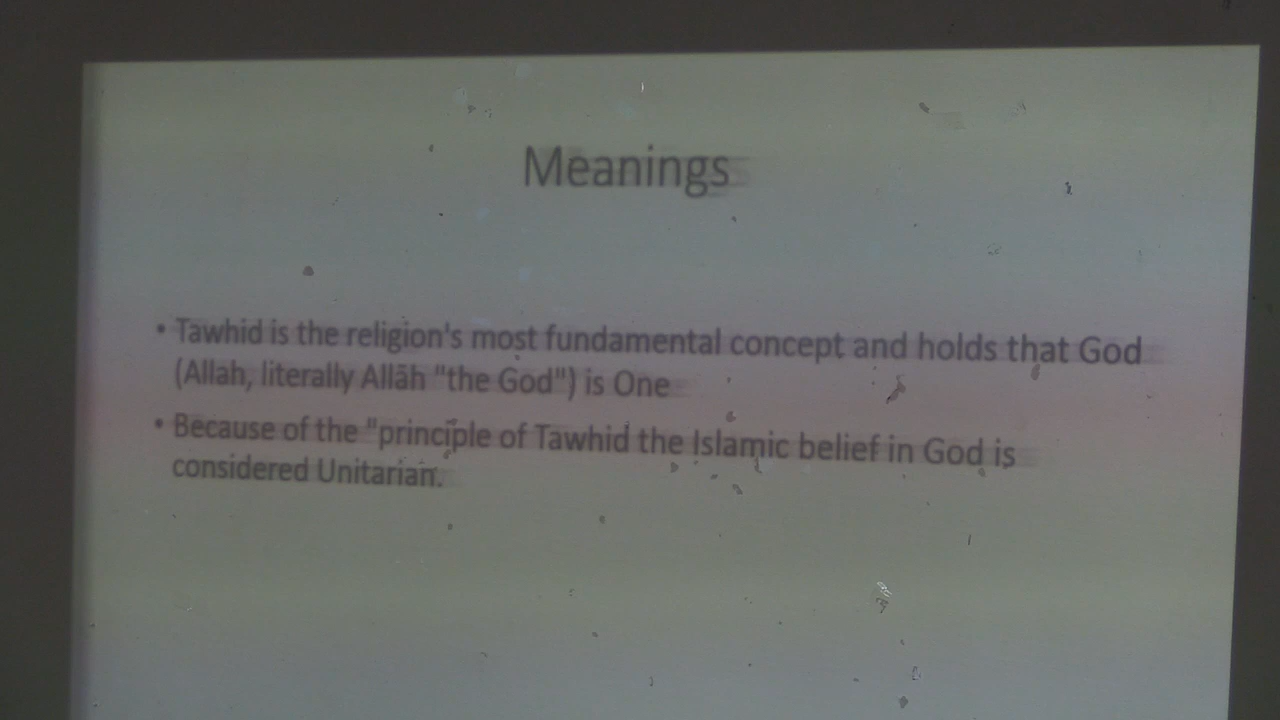 Meanings
• Tawhid is the religion's most fundamental concept and holds that God
(Allah, literally Allāh "the God") is One
• Because of the "principle of Tawhid the Islamic belief in God is
considered Unitarian.